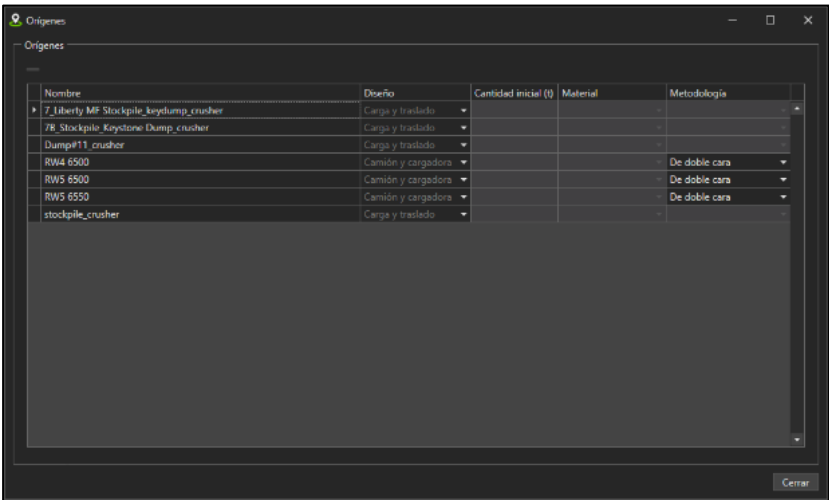 Orígenes
Orígenes
Nombre Diseño Cantidad inicial (t) Material Metodología
7_Liberty MF Stockpile_keydump_crusher Carga y traslado
7B_Stockpile_Keystone Dump_crusher Carga y traslado
Dump#11_crusher Carga y traslado
RW4 6500 Camión y cargadora De doble cara
RW5 6500 Camión y cargadora De doble cara
RW5 6550 Camión y cargadora De doble cara
stockpile_crusher Carga y traslado
Cerrar